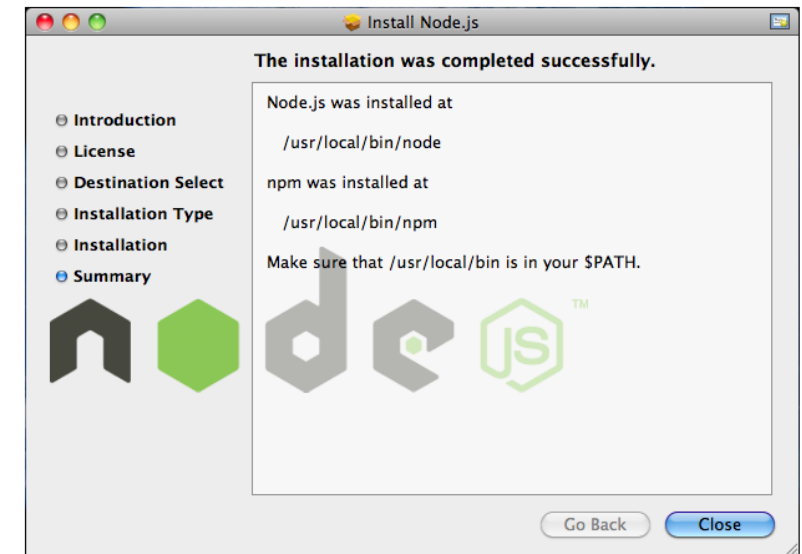 Install Node.js
The installation was completed successfully.
Introduction
License
Destination Select
Installation Type
Installation
Summary
Node.js was installed at
/usr/local/bin/node
npm was installed at
/usr/local/bin/npm
Make sure that /usr/local/bin is in your $PATH.
node
JS
TM
Go Back
Close